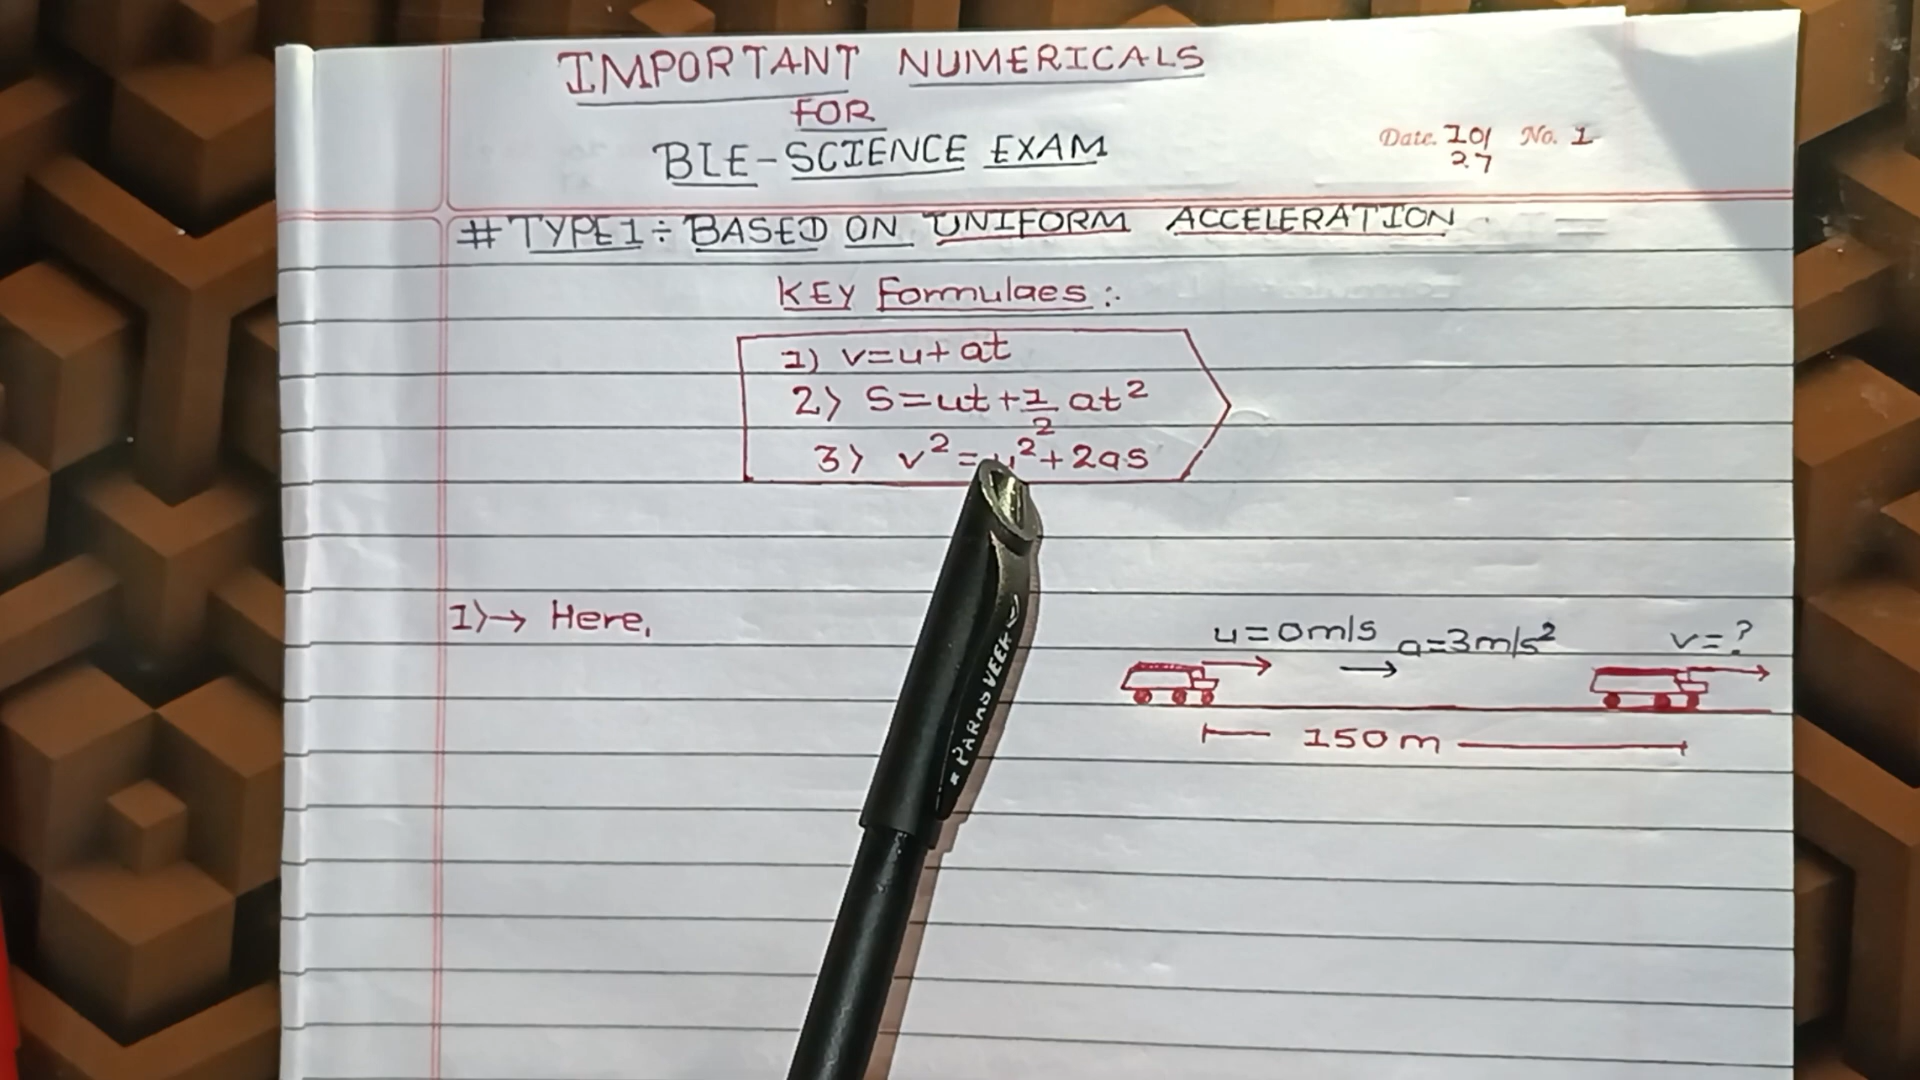 IMPORTANT NUMERICALS
FOR
BLE-SCIENCE EXAM
Date. 10/ No. 1
27
# TYPE1÷ BASED ON UNIFORM ACCELERATION
KEY Formulaes:
1) v=u+at
2) S=ut+1/2 at²
3) v²=u²+2as
1)→ Here,
u=0m/s a=3m/s² v=?
150m